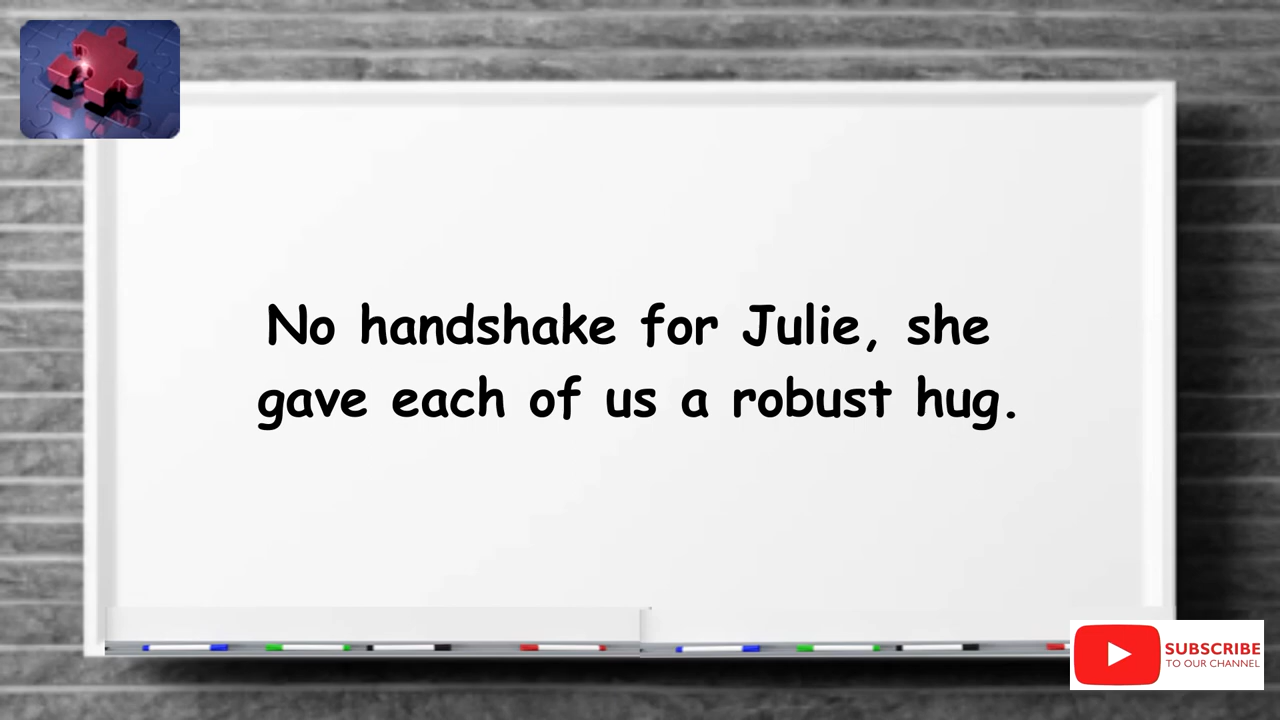 No handshake for Julie, she
gave each of us a robust hug.
SUBSCRIBE
TO OUR CHANNEL